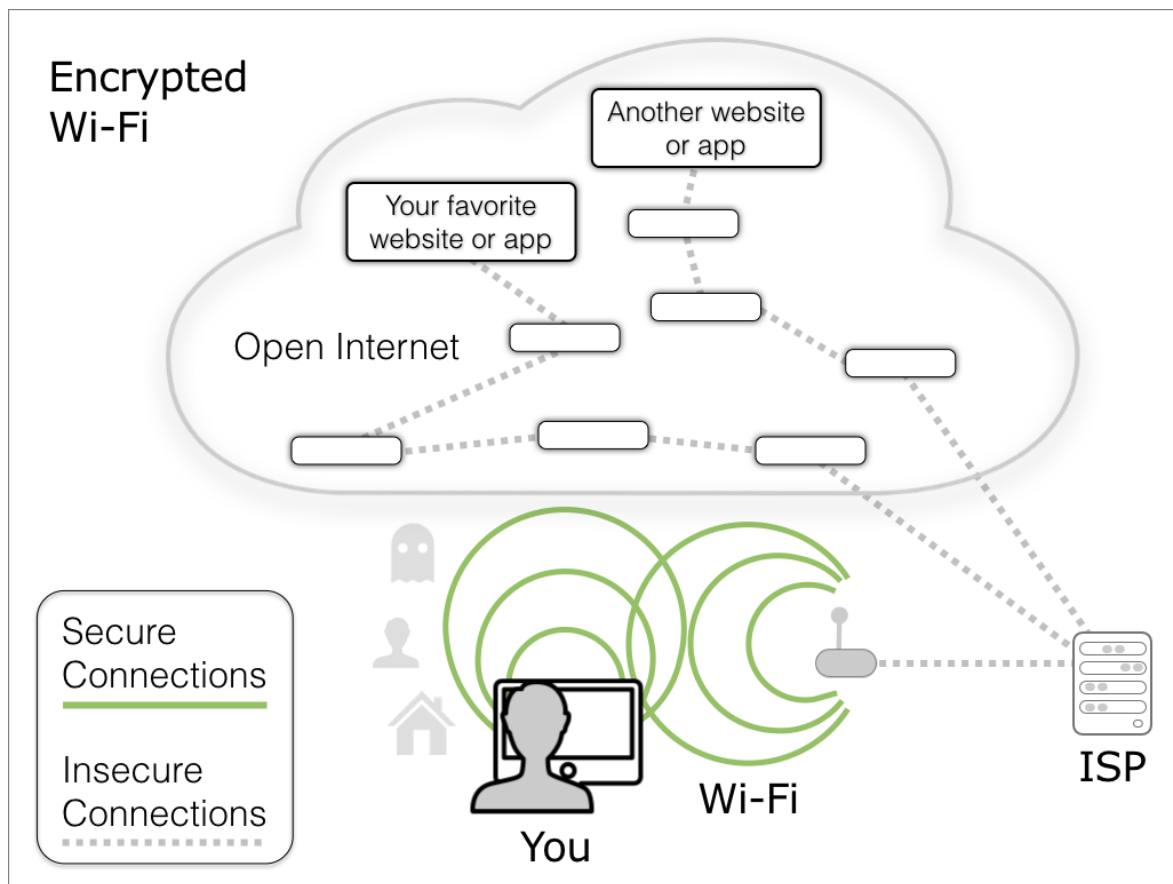 Encrypted
Wi-Fi
Another website
or app
Your favorite
website or app
Open Internet
Secure
Connections
Insecure
Connections
Wi-Fi
You
ISP